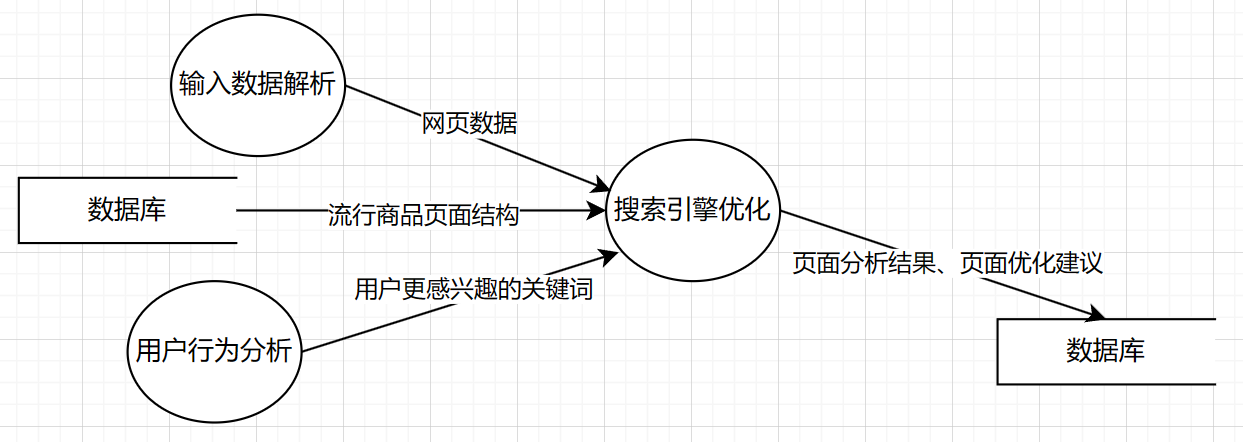 输入数据解析
网页数据
数据库
流行商品页面结构
搜索引擎优化
用户更感兴趣的关键词
用户行为分析
页面分析结果、页面优化建议
数据库